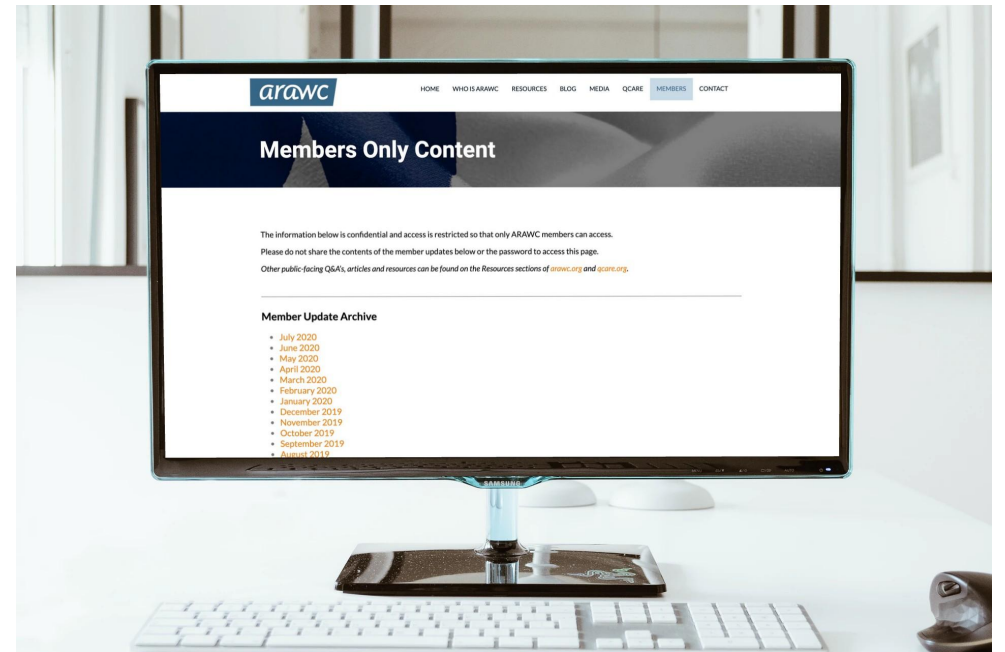 arawc
HOME WHO IS ARAWC RESOURCES BLOG MEDIA QCARE MEMBERS CONTACT
Members Only Content
The information below is confidential and access is restricted so that only ARAWC members can access.
Please do not share the contents of the member updates below or the password to access this page.
Other public-facing Q&A's, articles and resources can be found on the Resources sections of arawc.org and qcare.org.
Member Update Archive
July 2020
June 2020
May 2020
April 2020
March 2020
February 2020
January 2020
December 2019
November 2019
October 2019
September 2019
August 2019
SAMSUNG